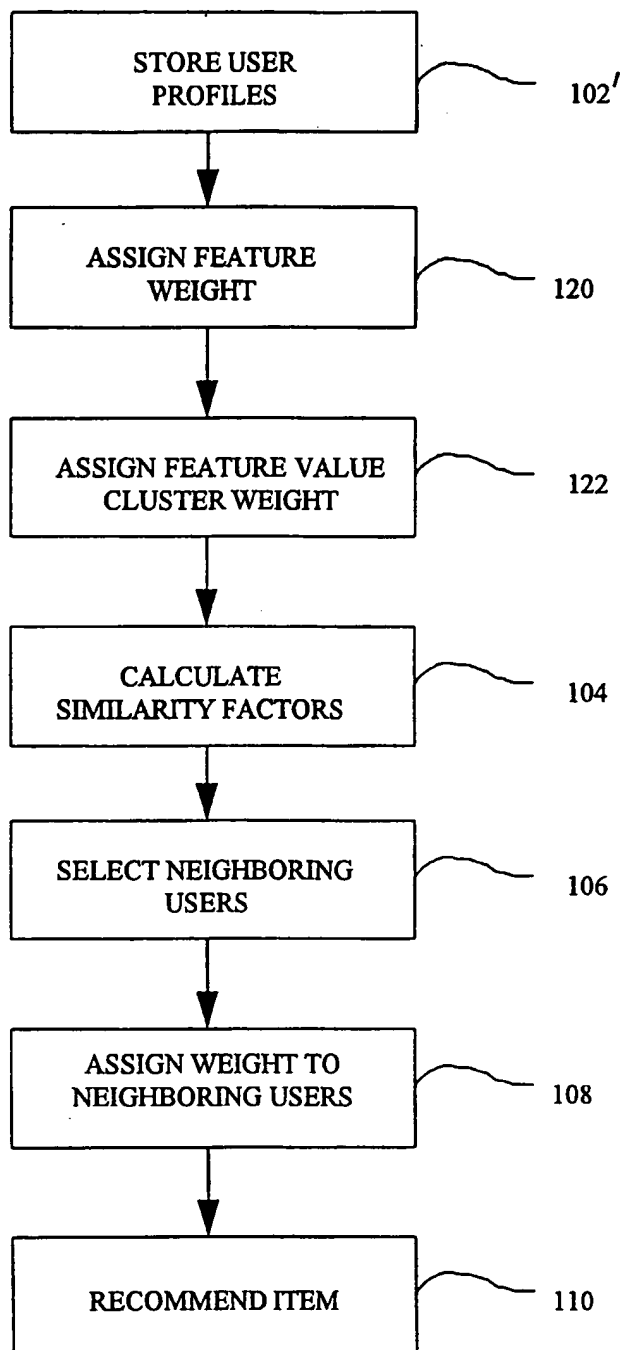 STORE USER
PROFILES
102'
ASSIGN FEATURE
WEIGHT
120
ASSIGN FEATURE VALUE
CLUSTER WEIGHT
122
CALCULATE
SIMILARITY FACTORS
104
SELECT NEIGHBORING
USERS
106
ASSIGN WEIGHT TO
NEIGHBORING USERS
108
RECOMMEND ITEM
110